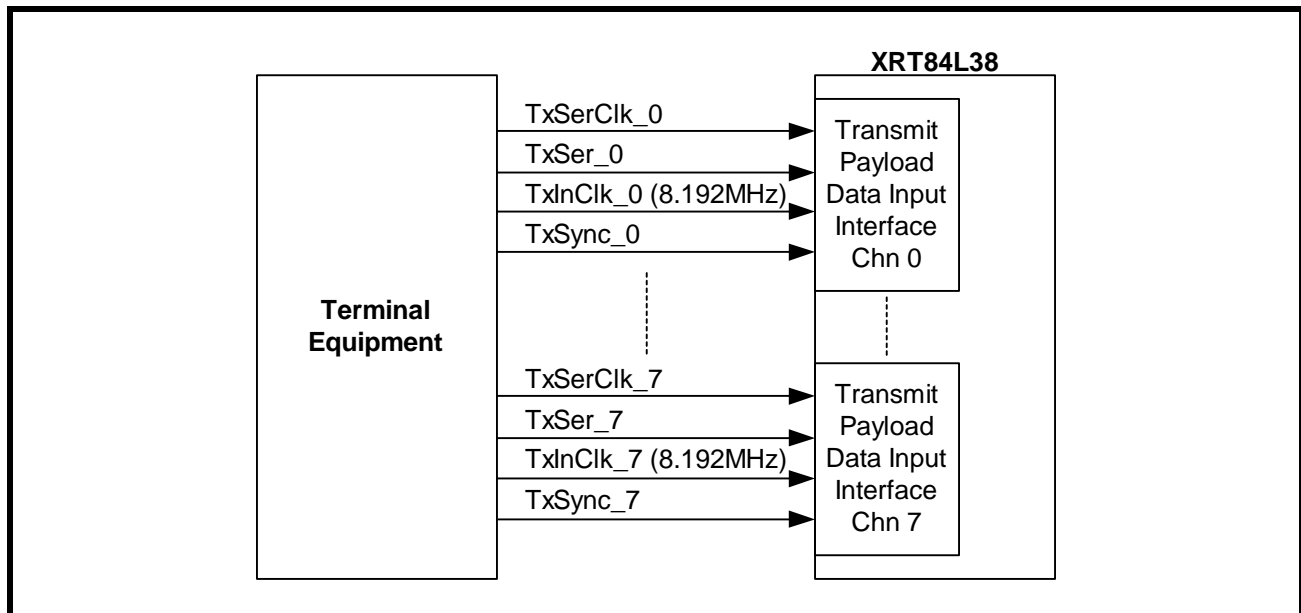 XRT84L38
TxSerClk_0
TxSer_0
TxInClk_0 (8.192MHz)
TxSync_0
Transmit
Payload
Data Input
Interface
Chn 0
Terminal
Equipment
TxSerClk_7
TxSer_7
TxInClk_7 (8.192MHz)
TxSync_7
Transmit
Payload
Data Input
Interface
Chn 7